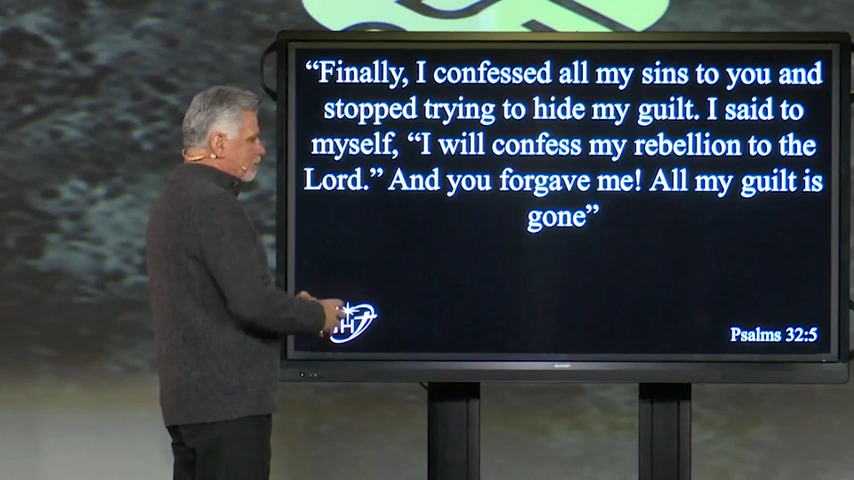 “Finally, I confessed all my sins to you and
stopped trying to hide my guilt. I said to
myself, “I will confess my rebellion to the
Lord.” And you forgave me! All my guilt is
gone”
Psalms 32:5
SHARP